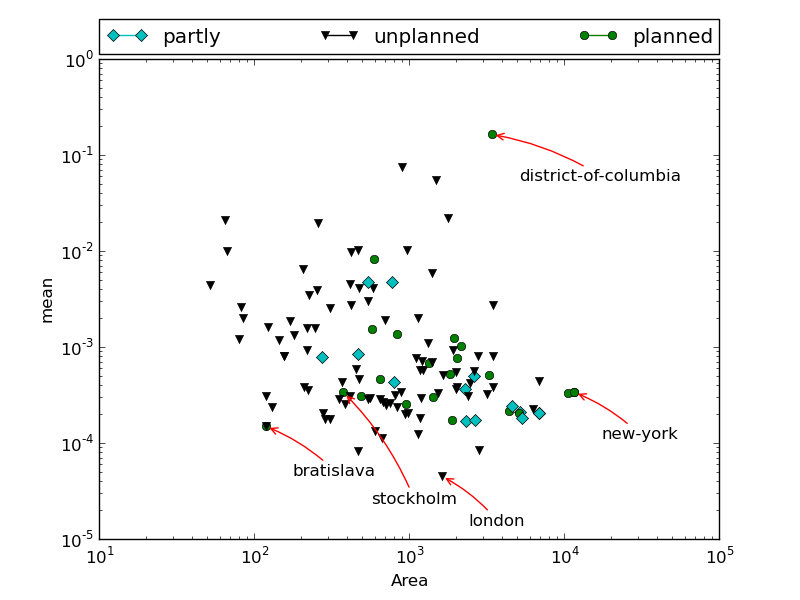 partly unplanned planned
10^0
10^-1
district-of-columbia
10^-2
mean
10^-3
new-york
10^-4
bratislava
stockholm
london
10^-5
10^1 10^2 10^3 10^4 10^5
Area